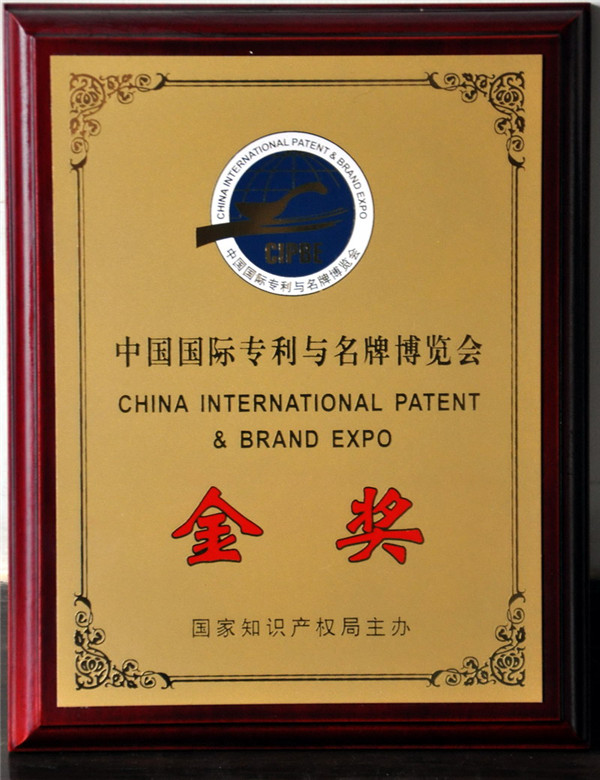 CHINA INTERNATIONAL PATENT & BRAND EXPO
CIPBE
中国国际专利与名牌博览会
中国国际专利与名牌博览会
CHINA INTERNATIONAL PATENT
& BRAND EXPO
金奖
国家知识产权局主办